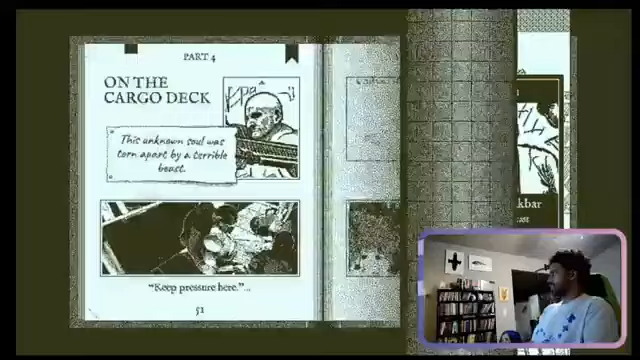 PART 4
ON THE
CARGO DECK
This unknown soul was
torn apart by a terrible
beast.
"Keep pressure here."...
51
kbar